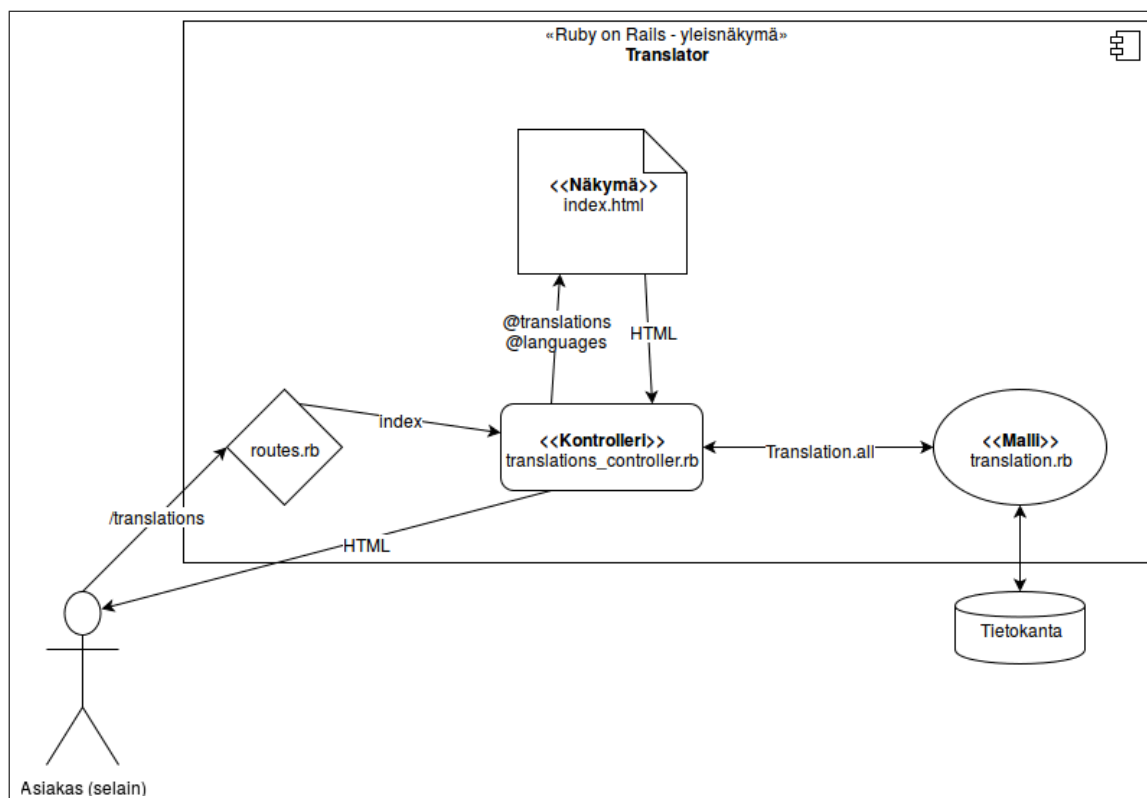 «Ruby on Rails - yleisnäkymä»
Translator
<<Näkymä>>
index.html
@translations
@languages
HTML
index
routes.rb
<<Kontrolleri>>
translations_controller.rb
Translation.all
<<Malli>>
translation.rb
/translations
HTML
Tietokanta
Asiakas (selain)